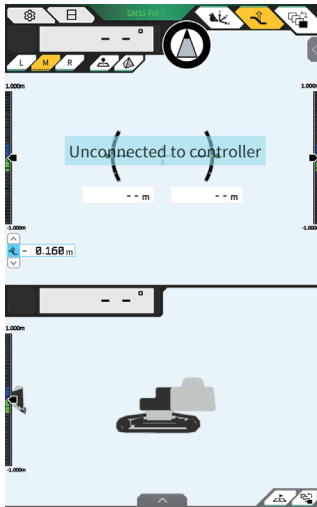 GNSS FIX
- - °
L M R
1.000m
1.000m
Unconnected to controller
- - m
- - m
-1.000m
-1.000m
- 0.160 m
- - °
1.000m
-1.000m